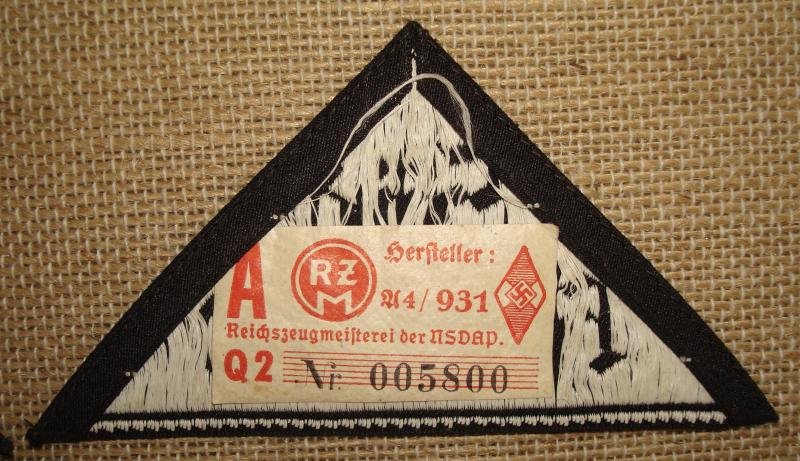 A
RZM
Hersteller:
A4/931
Reichszeugmeisterei der NSDAP.
Q2
Nr. 005800